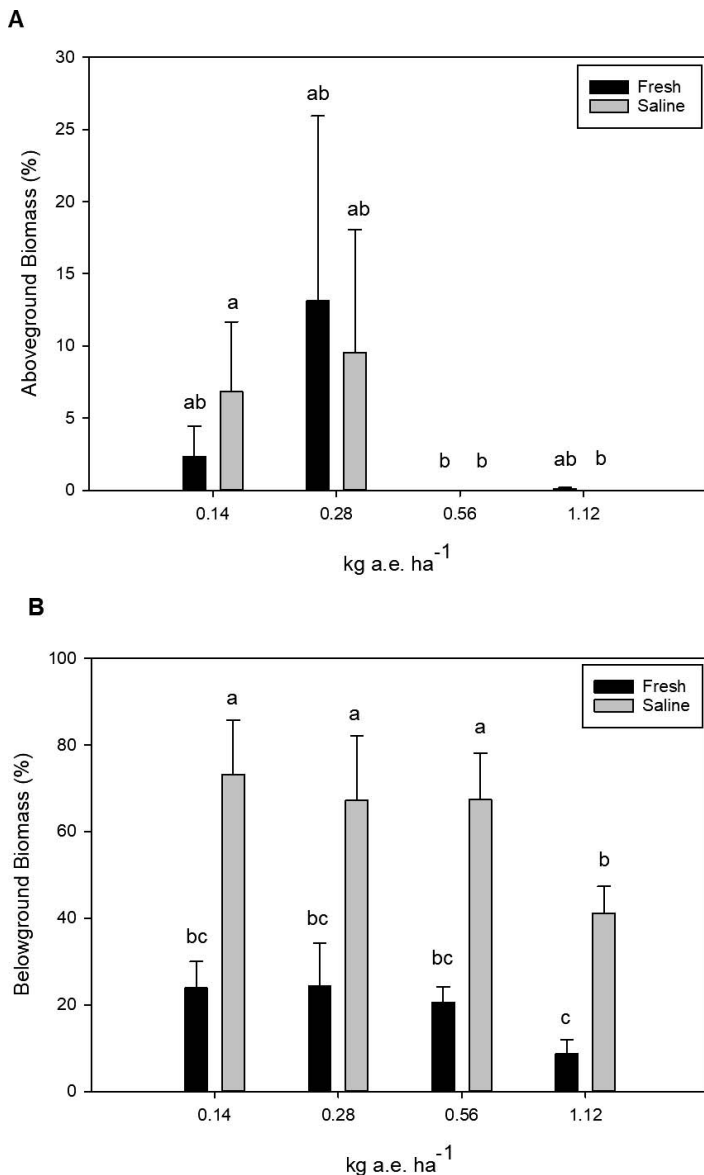 A
30
Fresh
Saline
ab
25
20
ab
15
Aboveground Biomass (%)
a
10
ab
5
b b ab b
0
0.14 0.28 0.56 1.12
kg a.e. ha-1
B
100
Fresh
Saline
a a a
80
60
b
Belowground Biomass (%)
40
bc bc bc
20
c
0
0.14 0.28 0.56 1.12
kg a.e. ha-1